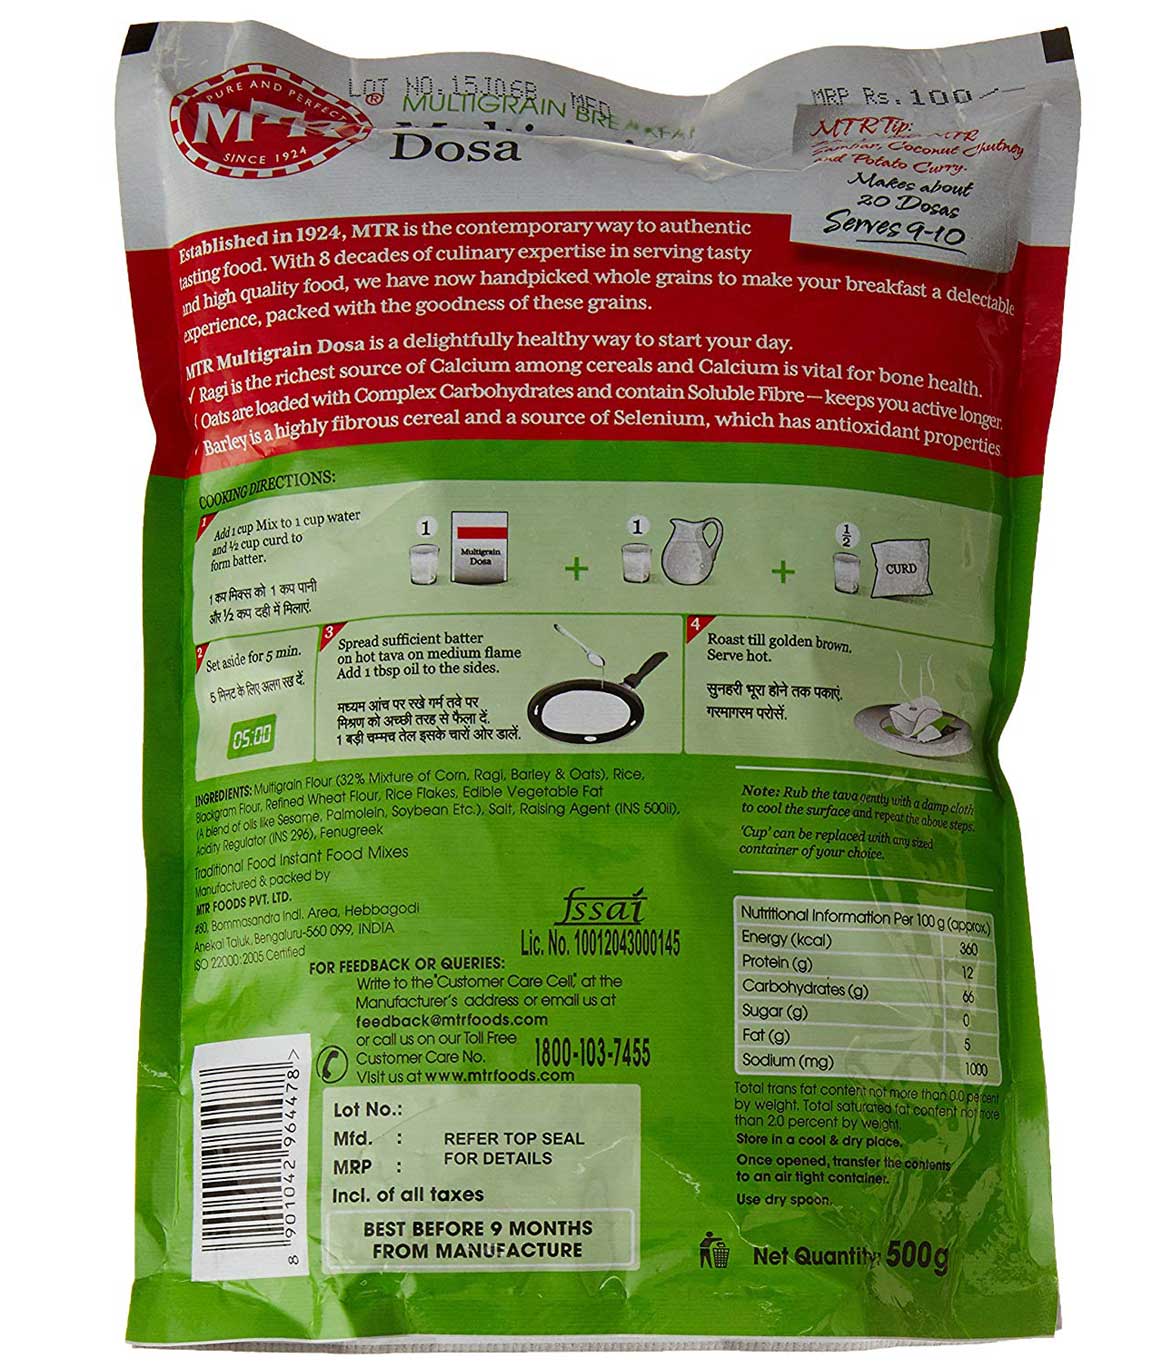 PURE AND PERFECT
MTR
SINCE 1924
LOT NO.15J06B MFD
®
MULTIGRAIN BREAKFAST
Dosa
MRP Rs.100/-
MTR Tip:
MTR
Sambar, Coconut Chutney
and Potato Curry.
Makes about
20 Dosas
Serves 9-10
Established in 1924, MTR is the contemporary way to authentic
tasting food. With 8 decades of culinary expertise in serving tasty
and high quality food, we have now handpicked whole grains to make your breakfast a delectable
experience, packed with the goodness of these grains.
MTR Multigrain Dosa is a delightfully healthy way to start your day.
√ Ragi is the richest source of Calcium among cereals and Calcium is vital for bone health.
Oats are loaded with Complex Carbohydrates and contain Soluble Fibre—keeps you active longer.
Barley is a highly fibrous cereal and a source of Selenium, which has antioxidant properties
COOKING DIRECTIONS:
1
Add 1 cup Mix to 1 cup water
and ½ cup curd to
form batter.
1 कप मिक्स को 1 कप पानी
और ½ कप दही में मिलाएं.
1
Multigrain
Dosa
+
1
+
½
CURD
2
Set aside for 5 min.
5 मिनट के लिए अलग रख दें.
05:00
3
Spread sufficient batter
on hot tava on medium flame
Add 1 tbsp oil to the sides.
मध्यम आंच पर रखे गर्म तवे पर
मिश्रण को अच्छी तरह से फैला दें.
1 बड़ी चम्मच तेल इसके चारों ओर डालें.
4
Roast till golden brown.
Serve hot.
सुनहरी भूरा होने तक पकाएं.
गरमागरम परोसें.
INGREDIENTS: Multigrain Flour (32% Mixture of Corn, Ragi, Barley & Oats), Rice,
Blackgram Flour, Refined Wheat Flour, Rice Flakes, Edible Vegetable Fat
(A blend of oils like Sesame, Palmolein, Soybean Etc.), Salt, Raising Agent (INS 500ii),
Acidity Regulator (INS 296), Fenugreek
Traditional Food Instant Food Mixes
Manufactured & packed by
MTR FOODS PVT. LTD.
#80, Bommasandra Indl. Area, Hebbagodi
Anekal Taluk, Bengaluru-560 099, INDIA
ISO 22000:2005 Certified
fssai
Lic. No. 10012043000145
FOR FEEDBACK OR QUERIES:
Write to the "Customer Care Cell," at the
Manufacturer's address or email us at
feedback@mtrfoods.com
or call us on our Toll Free
Customer Care No. 1800-103-7455
Visit us at www.mtrfoods.com
Note: Rub the tava gently with a damp cloth
to cool the surface and repeat the above steps.
'Cup' can be replaced with any sized
container of your choice.
Nutritional Information Per 100 g (approx.)
Energy (kcal) 360
Protein (g) 12
Carbohydrates (g) 66
Sugar (g) 0
Fat (g) 5
Sodium (mg) 1000
Total trans fat content not more than 0.0 percent
by weight. Total saturated fat content not more
than 2.0 percent by weight.
Store in a cool & dry place.
Once opened, transfer the contents
to an air tight container.
Use dry spoon.
8 901042 964478 >
Lot No.:
Mfd. : REFER TOP SEAL
MRP : FOR DETAILS
Incl. of all taxes
BEST BEFORE 9 MONTHS
FROM MANUFACTURE
Net Quantity: 500g